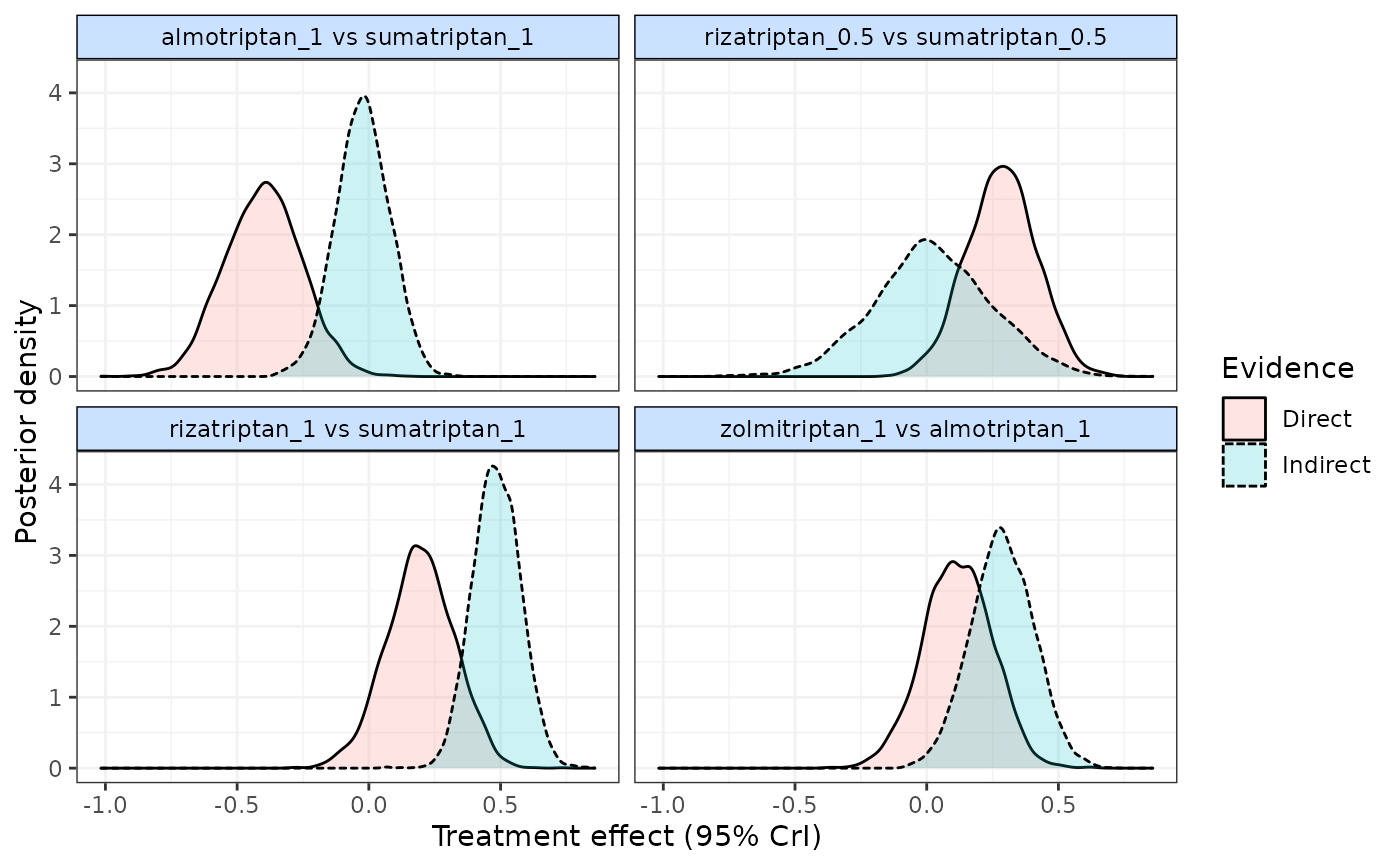 almotriptan_1 vs sumatriptan_1
rizatriptan_0.5 vs sumatriptan_0.5
4
3
2
1
0
rizatriptan_1 vs sumatriptan_1
zolmitriptan_1 vs almotriptan_1
4
3
2
1
0
-1.0 -0.5 0.0 0.5
-1.0 -0.5 0.0 0.5
Treatment effect (95% CrI)
Posterior density
Evidence
Direct
Indirect